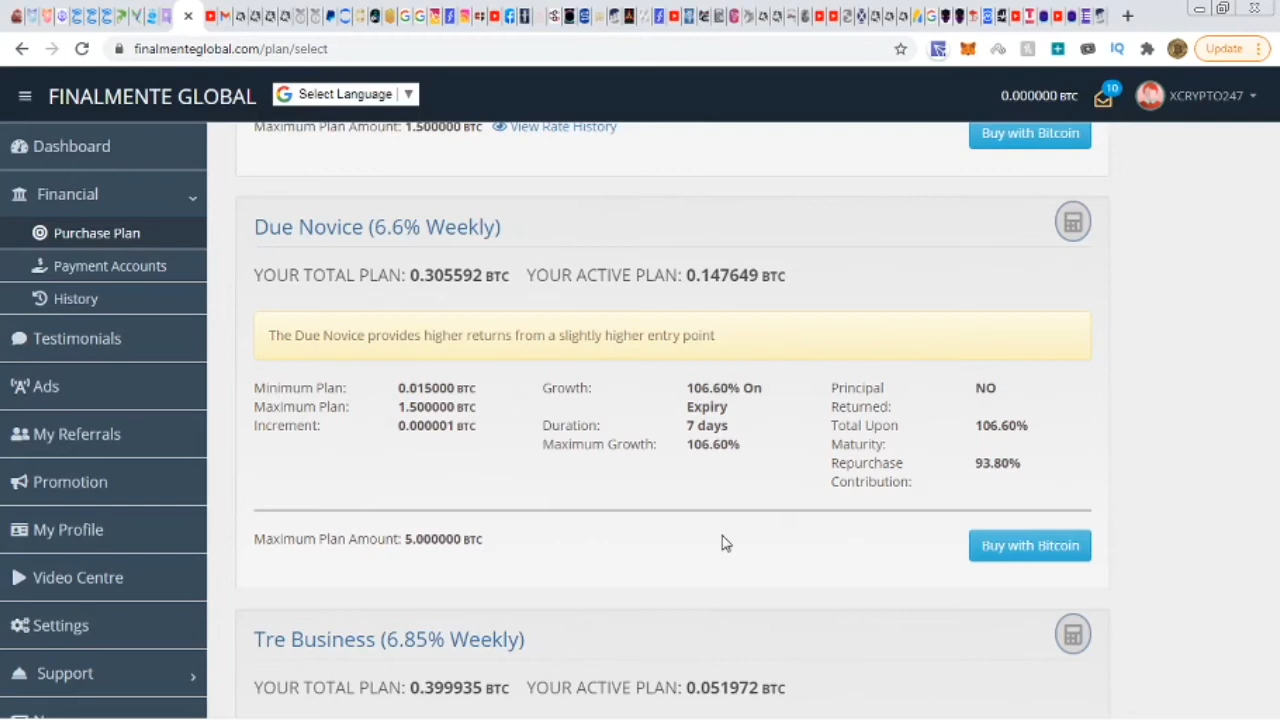 finalmenteglobal.com/plan/select
IQ
Update
FINALMENTE GLOBAL
Select Language
0.000000 BTC
10
XCRYPTO247
Dashboard
Financial
Purchase Plan
Payment Accounts
History
Testimonials
Ads
My Referrals
Promotion
My Profile
Video Centre
Settings
Support
Maximum Plan Amount: 1.500000 BTC View Rate History
Buy with Bitcoin
Due Novice (6.6% Weekly)
YOUR TOTAL PLAN: 0.305592 BTC YOUR ACTIVE PLAN: 0.147649 BTC
The Due Novice provides higher returns from a slightly higher entry point
Minimum Plan: 0.015000 BTC
Maximum Plan: 1.500000 BTC
Increment: 0.000001 BTC
Growth: 106.60% On
Expiry
Duration: 7 days
Maximum Growth: 106.60%
Principal NO
Returned:
Total Upon 106.60%
Maturity:
Repurchase 93.80%
Contribution:
Maximum Plan Amount: 5.000000 BTC
Buy with Bitcoin
Tre Business (6.85% Weekly)
YOUR TOTAL PLAN: 0.399935 BTC YOUR ACTIVE PLAN: 0.051972 BTC